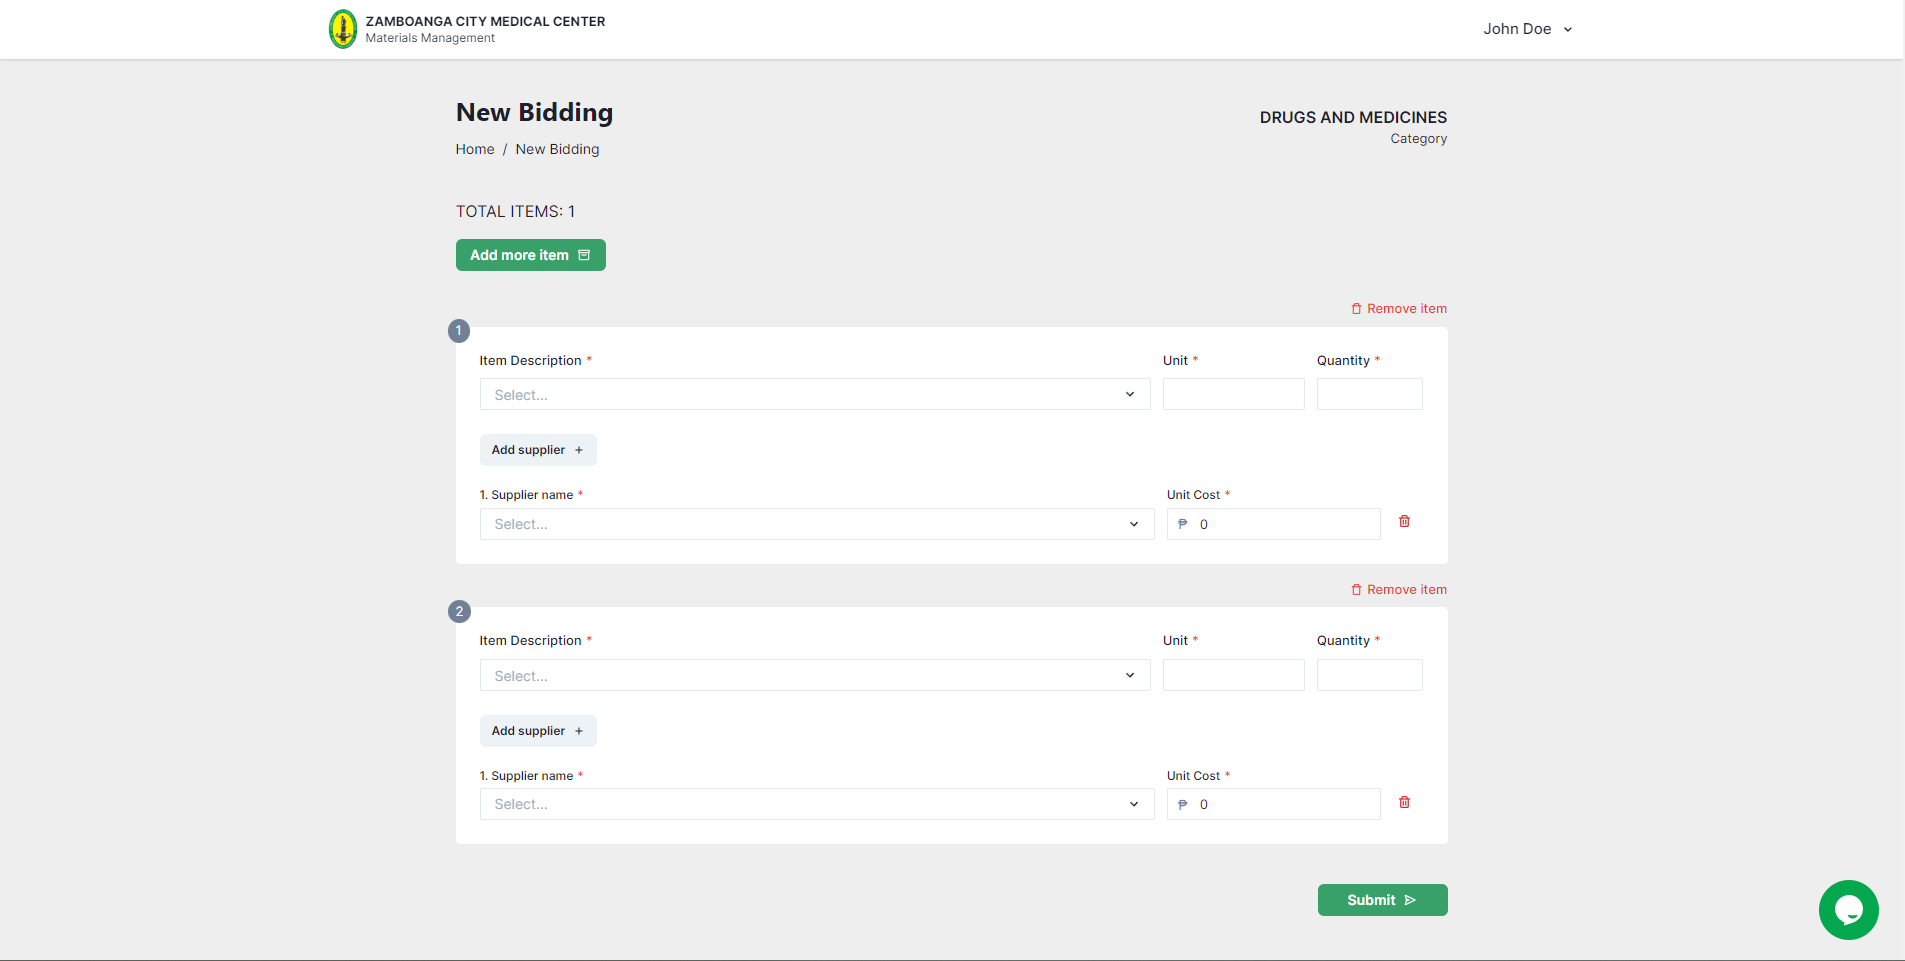 ZAMBOANGA CITY MEDICAL CENTER
Materials Management
John Doe
New Bidding
DRUGS AND MEDICINES
Category
Home / New Bidding
TOTAL ITEMS: 1
Add more item
Remove item
1
Item Description *
Unit *
Quantity *
Select...
Add supplier +
1. Supplier name *
Unit Cost *
Select...
₱ 0
Remove item
2
Item Description *
Unit *
Quantity *
Select...
Add supplier +
1. Supplier name *
Unit Cost *
Select...
₱ 0
Submit